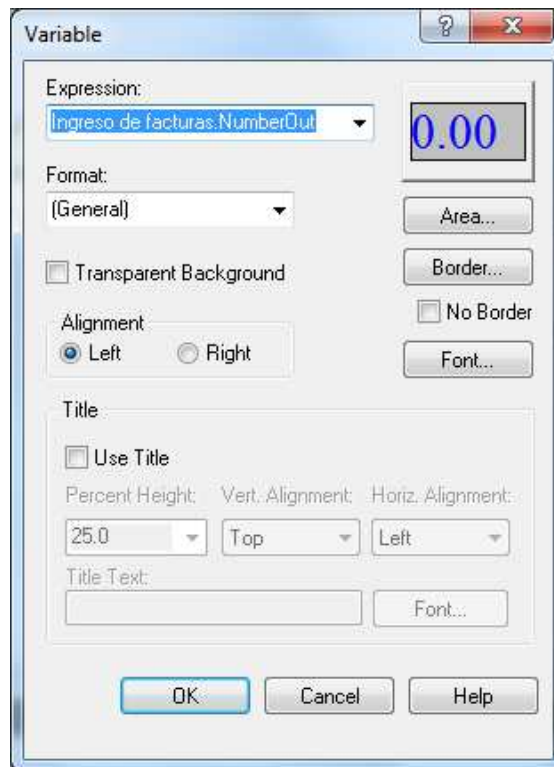 Variable
Expression:
Ingreso de facturas.NumberOut
0.00
Format:
(General)
Area...
Transparent Background
Border...
No Border
Alignment
Left Right
Font...
Title
Use Title
Percent Height: Vert. Alignment: Horiz. Alignment:
25.0 Top Left
Title Text:
Font...
OK Cancel Help